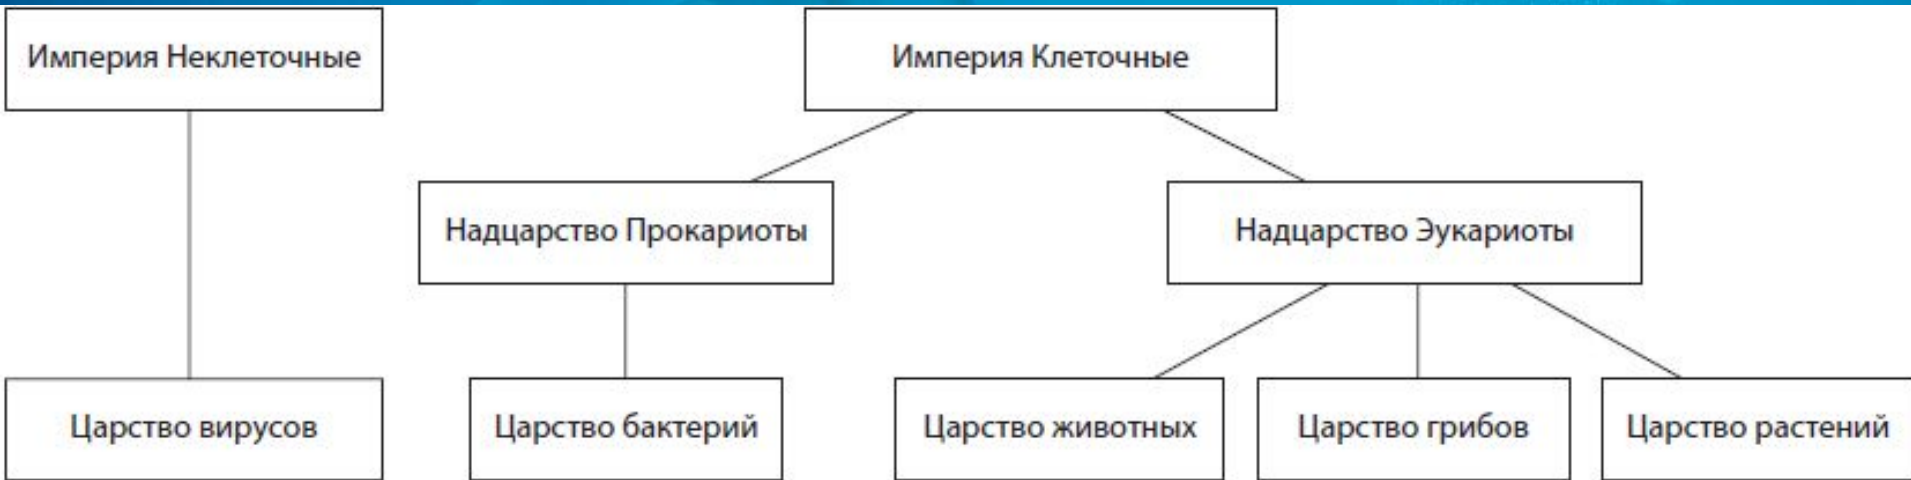 Империя Неклеточные
Империя Клеточные
Надцарство Прокариоты
Надцарство Эукариоты
Царство вирусов
Царство бактерий
Царство животных
Царство грибов
Царство растений